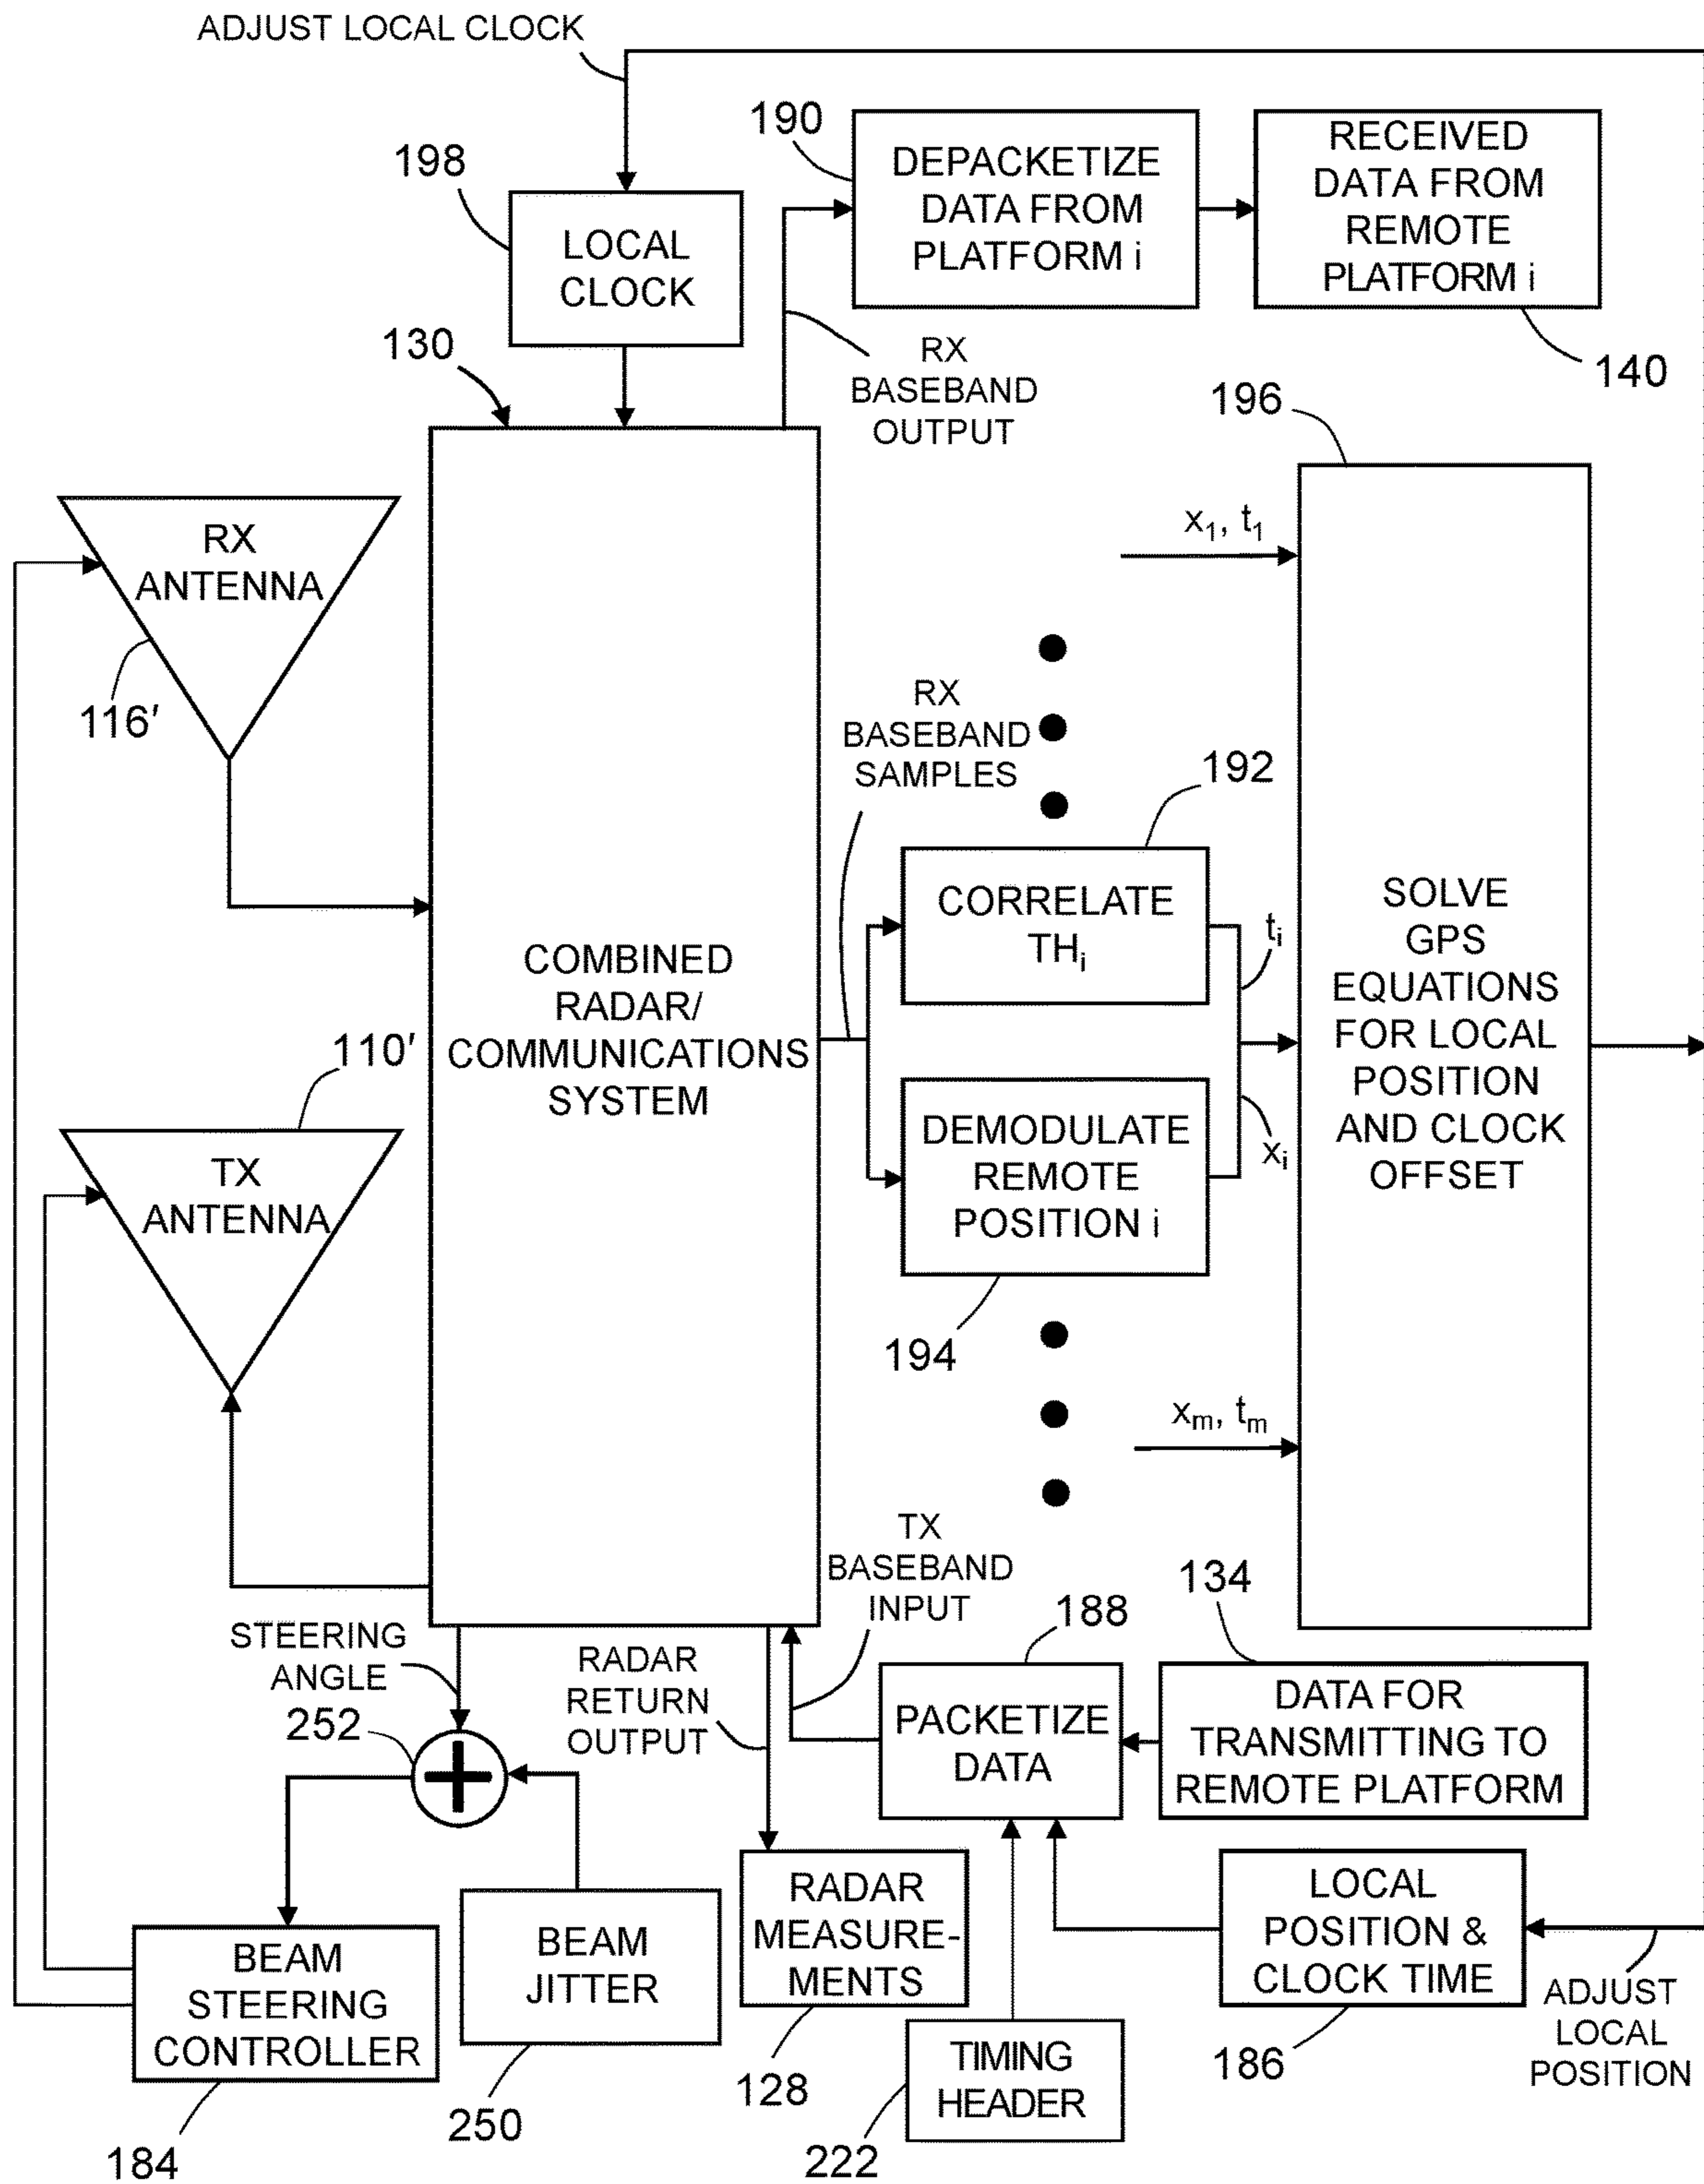 ADJUST LOCAL CLOCK
198
LOCAL
CLOCK
190
DEPACKETIZE
DATA FROM
PLATFORM i
RECEIVED
DATA FROM
REMOTE
PLATFORM i
140
130
RX
BASEBAND
OUTPUT
196
RX
ANTENNA
116′
x1, t1
RX
BASEBAND
SAMPLES
192
CORRELATE
THi
ti
COMBINED
RADAR/
COMMUNICATIONS
SYSTEM
SOLVE
GPS
EQUATIONS
FOR LOCAL
POSITION
AND CLOCK
OFFSET
110′
TX
ANTENNA
DEMODULATE
REMOTE
POSITION i
xi
194
xm, tm
TX
BASEBAND
INPUT
188
134
STEERING
ANGLE
252
RADAR
RETURN
OUTPUT
PACKETIZE
DATA
DATA FOR
TRANSMITTING TO
REMOTE PLATFORM
BEAM
STEERING
CONTROLLER
184
BEAM
JITTER
250
RADAR
MEASURE-
MENTS
128
TIMING
HEADER
222
LOCAL
POSITION &
CLOCK TIME
186
ADJUST
LOCAL
POSITION